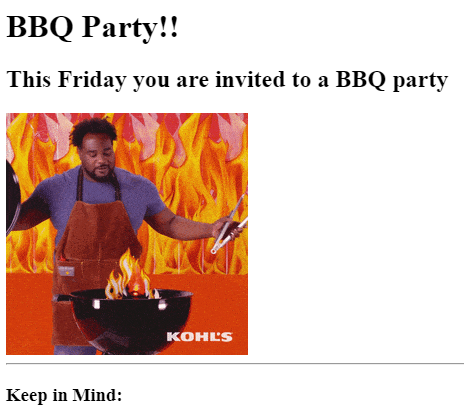 BBQ Party!!
This Friday you are invited to a BBQ party
KOHL'S
Keep in Mind: